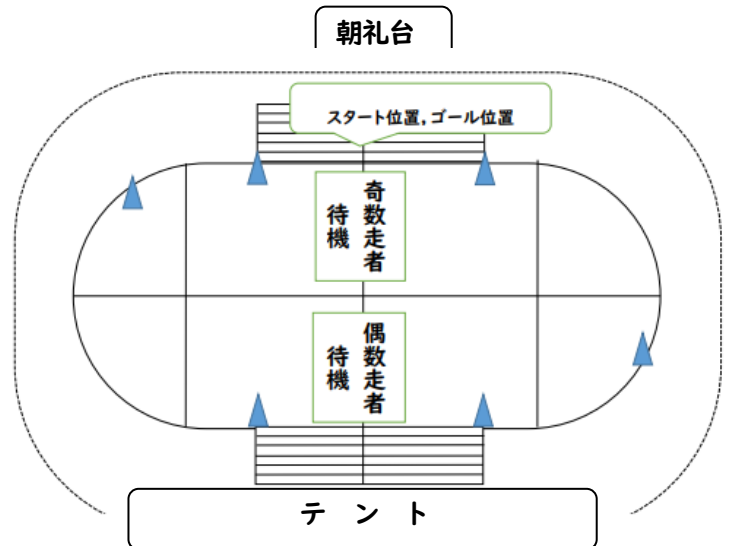 朝礼台
スタート位置,ゴール位置
奇数走者
待機
偶数走者
待機
テント